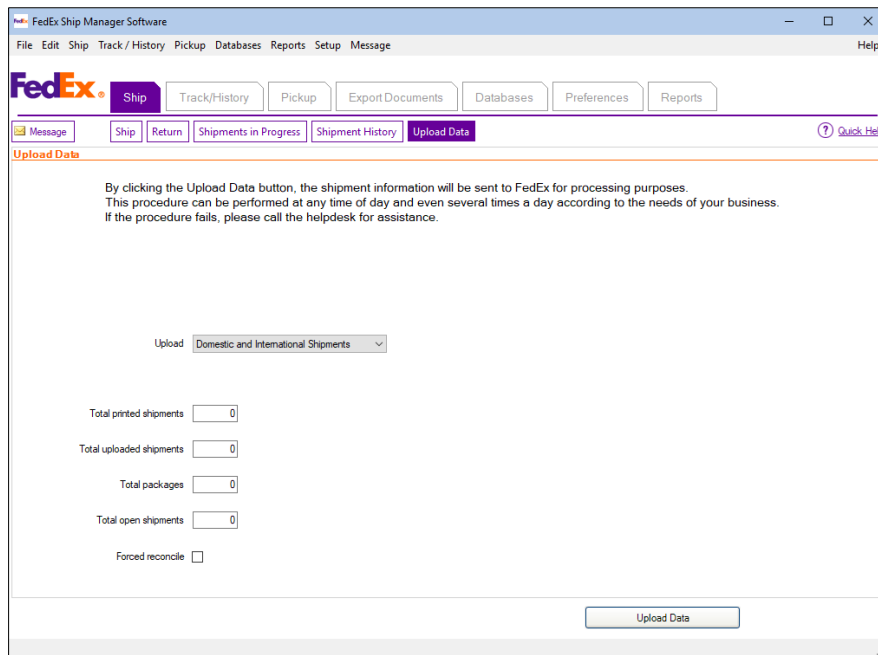 FedEx FedEx Ship Manager Software
File Edit Ship Track / History Pickup Databases Reports Setup Message Help
FedEx® Ship Track/History Pickup Export Documents Databases Preferences Reports
Message Ship Return Shipments in Progress Shipment History Upload Data ? Quick Hel
Upload Data
By clicking the Upload Data button, the shipment information will be sent to FedEx for processing purposes.
This procedure can be performed at any time of day and even several times a day according to the needs of your business.
If the procedure fails, please call the helpdesk for assistance.
Upload Domestic and International Shipments
Total printed shipments 0
Total uploaded shipments 0
Total packages 0
Total open shipments 0
Forced reconcile
Upload Data